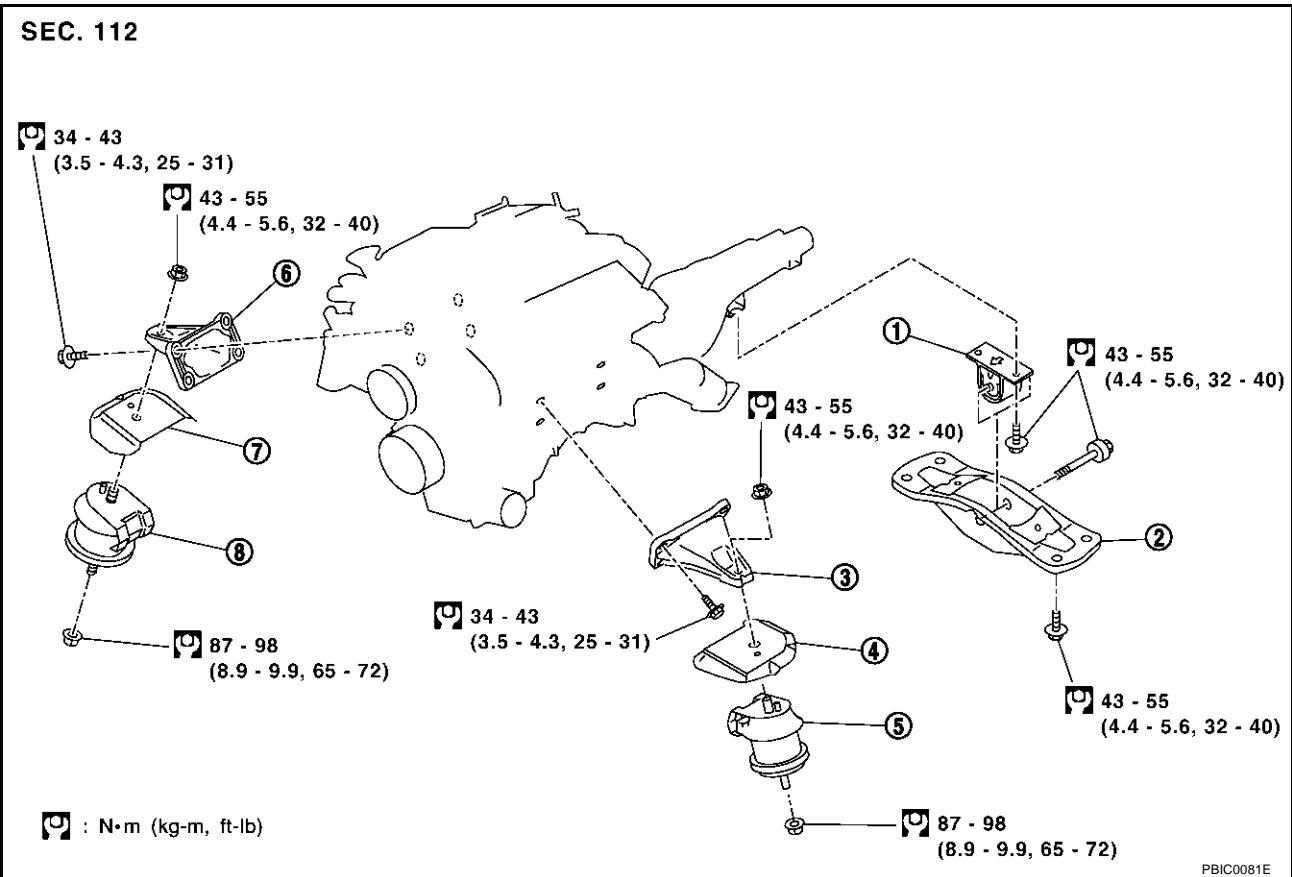 SEC. 112
34 - 43
(3.5 - 4.3, 25 - 31)
43 - 55
(4.4 - 5.6, 32 - 40)
6
1
43 - 55
(4.4 - 5.6, 32 - 40)
43 - 55
(4.4 - 5.6, 32 - 40)
7
2
8
3
34 - 43
(3.5 - 4.3, 25 - 31)
87 - 98
(8.9 - 9.9, 65 - 72)
4
43 - 55
(4.4 - 5.6, 32 - 40)
5
: N•m (kg-m, ft-lb)
87 - 98
(8.9 - 9.9, 65 - 72)
PBIC0081E